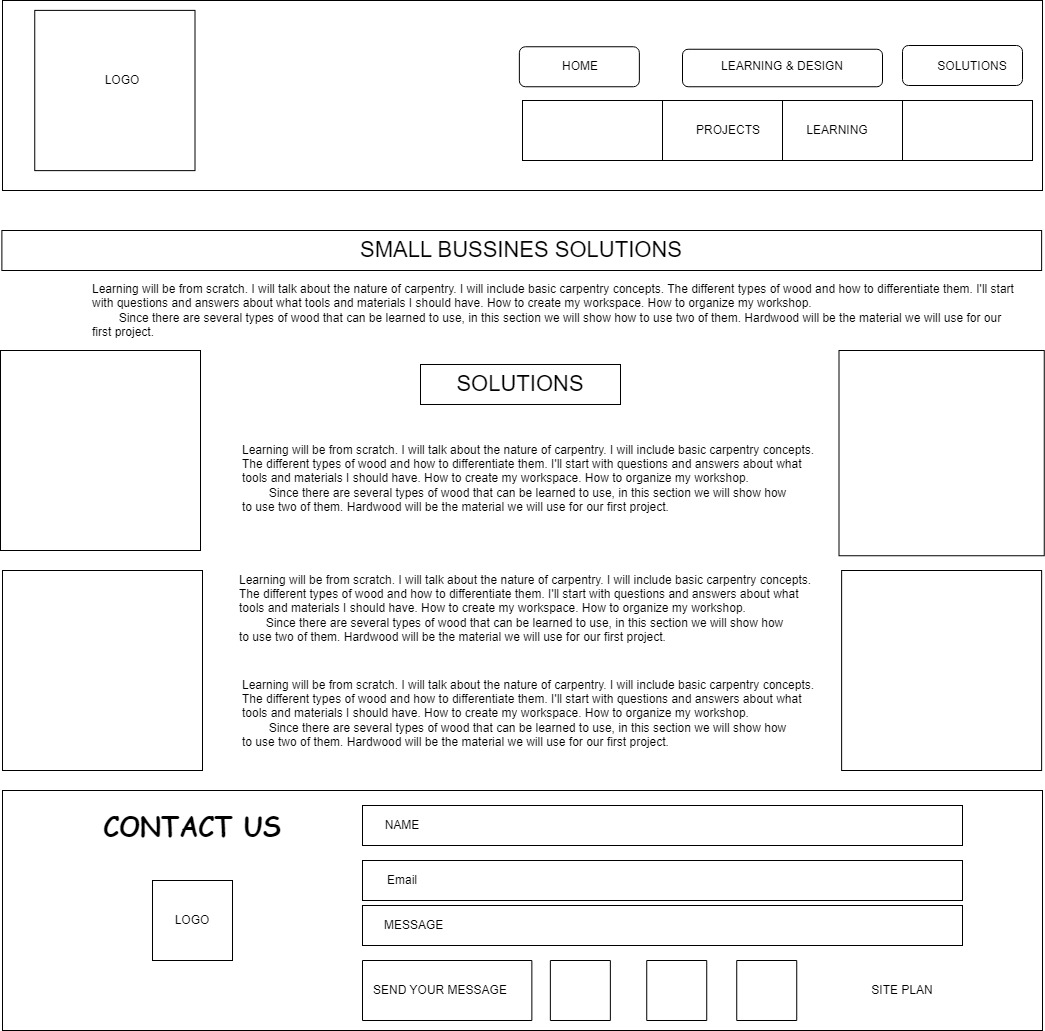 LOGO
HOME
LEARNING & DESIGN
SOLUTIONS
PROJECTS
LEARNING
SMALL BUSSINES SOLUTIONS
Learning will be from scratch. I will talk about the nature of carpentry. I will include basic carpentry concepts. The different types of wood and how to differentiate them. I'll start
with questions and answers about what tools and materials I should have. How to create my workspace. How to organize my workshop.
Since there are several types of wood that can be learned to use, in this section we will show how to use two of them. Hardwood will be the material we will use for our
first project.
SOLUTIONS
Learning will be from scratch. I will talk about the nature of carpentry. I will include basic carpentry concepts.
The different types of wood and how to differentiate them. I'll start with questions and answers about what
tools and materials I should have. How to create my workspace. How to organize my workshop.
Since there are several types of wood that can be learned to use, in this section we will show how
to use two of them. Hardwood will be the material we will use for our first project.
Learning will be from scratch. I will talk about the nature of carpentry. I will include basic carpentry concepts.
The different types of wood and how to differentiate them. I'll start with questions and answers about what
tools and materials I should have. How to create my workspace. How to organize my workshop.
Since there are several types of wood that can be learned to use, in this section we will show how
to use two of them. Hardwood will be the material we will use for our first project.
Learning will be from scratch. I will talk about the nature of carpentry. I will include basic carpentry concepts.
The different types of wood and how to differentiate them. I'll start with questions and answers about what
tools and materials I should have. How to create my workspace. How to organize my workshop.
Since there are several types of wood that can be learned to use, in this section we will show how
to use two of them. Hardwood will be the material we will use for our first project.
CONTACT US
LOGO
NAME
Email
MESSAGE
SEND YOUR MESSAGE
SITE PLAN